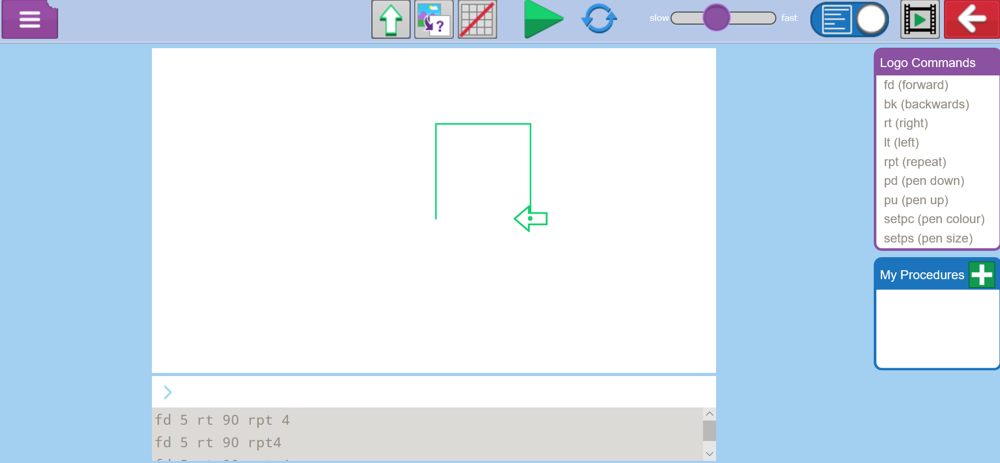 slow
fast
Logo Commands
fd (forward)
bk (backwards)
rt (right)
lt (left)
rpt (repeat)
pd (pen down)
pu (pen up)
setpc (pen colour)
setps (pen size)
My Procedures
?
>
fd 5 rt 90 rpt 4
fd 5 rt 90 rpt4